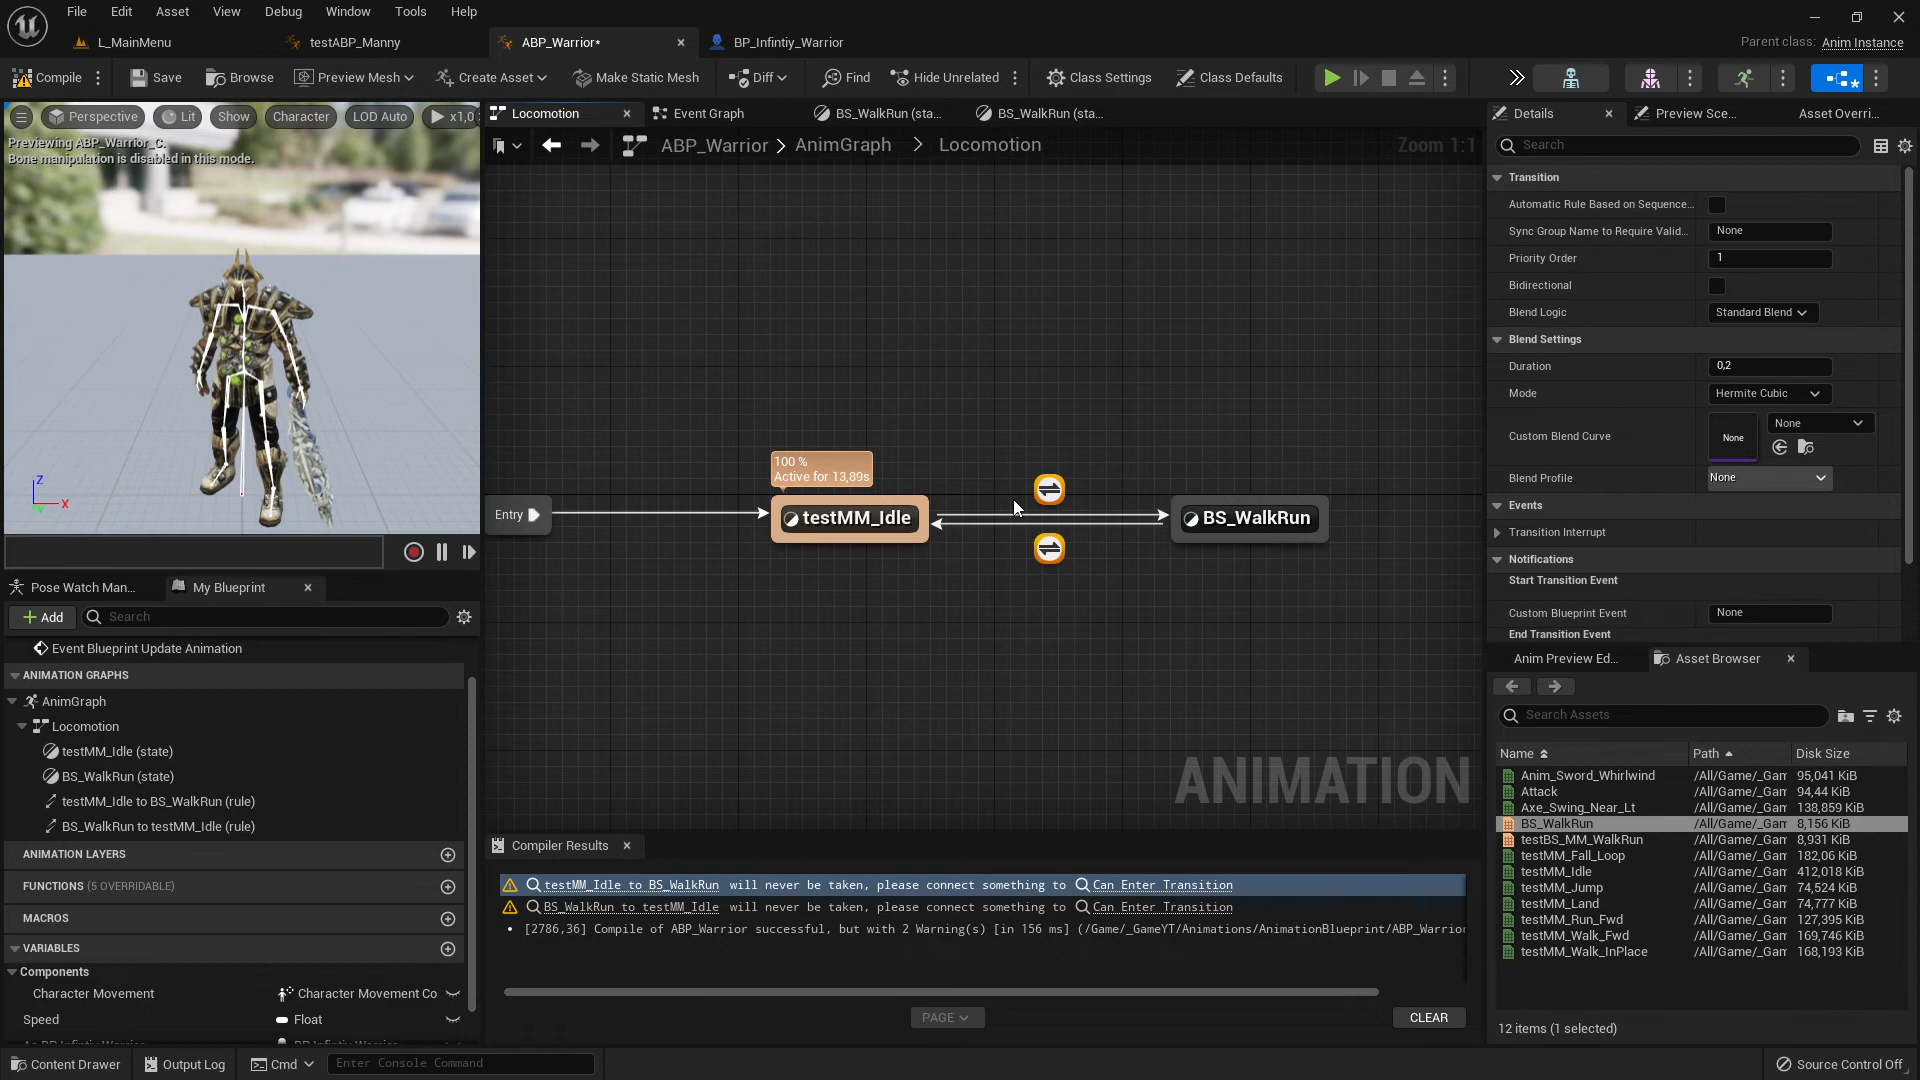 File Edit Asset View Debug Window Tools Help
L_MainMenu testABP_Manny ABP_Warrior* BP_Infintiy_Warrior
Parent class: Anim Instance
Compile Save Browse Preview Mesh Create Asset Make Static Mesh Diff Find Hide Unrelated Class Settings Class Defaults
Perspective Lit Show Character LOD Auto x1,0
Previewing ABP_Warrior_C.
Bone manipulation is disabled in this mode.
Z
X
Y
Locomotion Event Graph BS_WalkRun (sta... BS_WalkRun (sta...
ABP_Warrior > AnimGraph > Locomotion
Zoom 1:1
100 %
Active for 13,89s
Entry
testMM_Idle
BS_WalkRun
ANIMATION
Pose Watch Man... My Blueprint
Add Search
Event Blueprint Update Animation
ANIMATION GRAPHS
AnimGraph
Locomotion
testMM_Idle (state)
BS_WalkRun (state)
testMM_Idle to BS_WalkRun (rule)
BS_WalkRun to testMM_Idle (rule)
ANIMATION LAYERS
FUNCTIONS (5 OVERRIDABLE)
MACROS
VARIABLES
Components
Character Movement Character Movement Co
Speed Float
Compiler Results
testMM_Idle to BS_WalkRun will never be taken, please connect something to Can Enter Transition
BS_WalkRun to testMM_Idle will never be taken, please connect something to Can Enter Transition
[2786,36] Compile of ABP_Warrior successful, but with 2 Warning(s) [in 156 ms] (/Game/_GameYT/Animations/AnimationBlueprint/ABP_Warrior
PAGE CLEAR
Details Preview Sce... Asset Overri...
Search
Transition
Automatic Rule Based on Sequence...
Sync Group Name to Require Valid... None
Priority Order 1
Bidirectional
Blend Logic Standard Blend
Blend Settings
Duration 0,2
Mode Hermite Cubic
Custom Blend Curve None None
Blend Profile None
Events
Transition Interrupt
Notifications
Start Transition Event
Custom Blueprint Event None
End Transition Event
Anim Preview Ed... Asset Browser
Search Assets
Name Path Disk Size
Anim_Sword_Whirlwind /All/Game/_Gam 95,041 KiB
Attack /All/Game/_Gam 94,44 KiB
Axe_Swing_Near_Lt /All/Game/_Gam 138,859 KiB
BS_WalkRun /All/Game/_Gam 8,156 KiB
testBS_MM_WalkRun /All/Game/_Gam 8,931 KiB
testMM_Fall_Loop /All/Game/_Gam 182,06 KiB
testMM_Idle /All/Game/_Gam 412,018 KiB
testMM_Jump /All/Game/_Gam 74,524 KiB
testMM_Land /All/Game/_Gam 74,777 KiB
testMM_Run_Fwd /All/Game/_Gam 127,395 KiB
testMM_Walk_Fwd /All/Game/_Gam 169,746 KiB
testMM_Walk_InPlace /All/Game/_Gam 168,193 KiB
12 items (1 selected)
Content Drawer Output Log Cmd Enter Console Command
Source Control Off